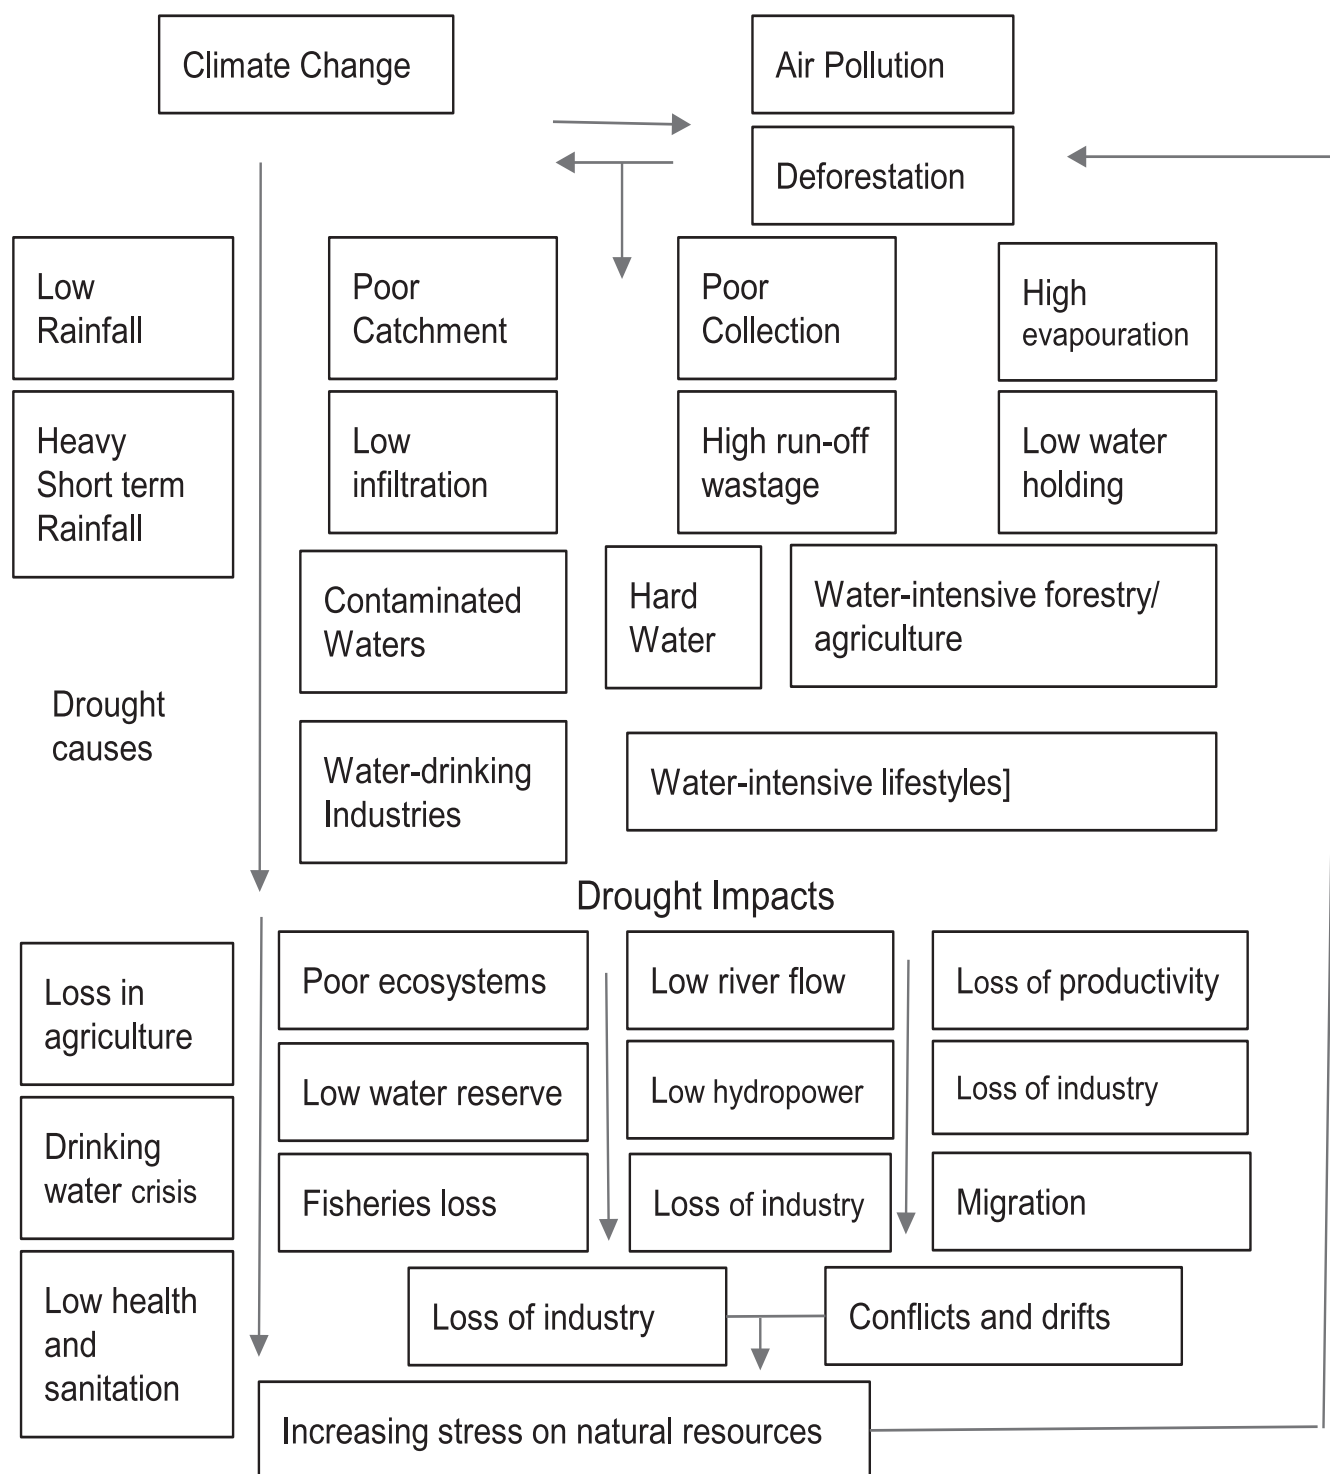 Climate Change
Air Pollution
Deforestation
Low
Rainfall
Poor
Catchment
Poor
Collection
High
evapouration
Heavy
Short term
Rainfall
Low
infiltration
High run-off
wastage
Low water
holding
Contaminated
Waters
Hard
Water
Water-intensive forestry/
agriculture
Drought
causes
Water-drinking
Industries
Water-intensive lifestyles]
Drought Impacts
Loss in
agriculture
Poor ecosystems
Low river flow
Loss of productivity
Low water reserve
Low hydropower
Loss of industry
Drinking
water crisis
Fisheries loss
Loss of industry
Migration
Low health
and
sanitation
Loss of industry
Conflicts and drifts
Increasing stress on natural resources